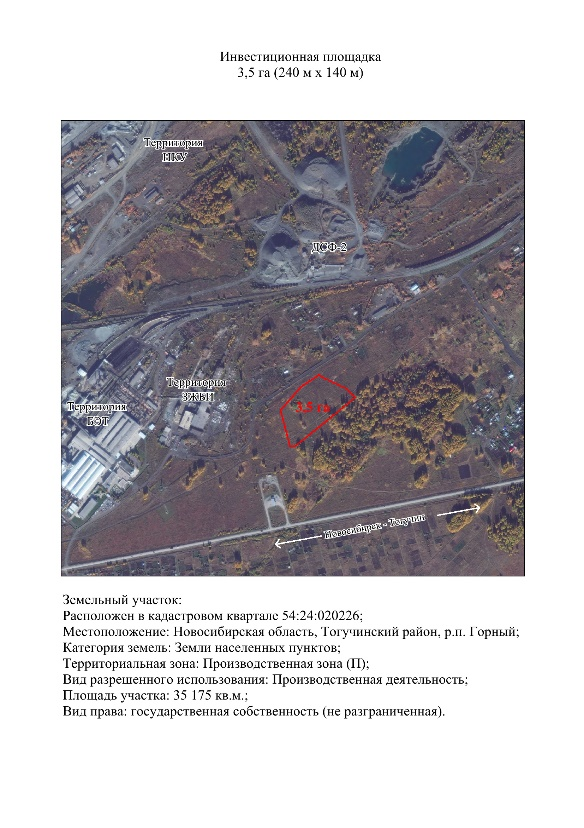 Инвестиционная площадка
3,5 га (240 м х 140 м)
Территория
НКУ
ДСФ-2
Территория
ЗЖБИ
Территория
БЭТ
3,5 га
Новосибирск - Тогучин
Земельный участок:
Расположен в кадастровом квартале 54:24:020226;
Местоположение: Новосибирская область, Тогучинский район, р.п. Горный;
Категория земель: Земли населенных пунктов;
Территориальная зона: Производственная зона (П);
Вид разрешенного использования: Производственная деятельность;
Площадь участка: 35 175 кв.м.;
Вид права: государственная собственность (не разграниченная).